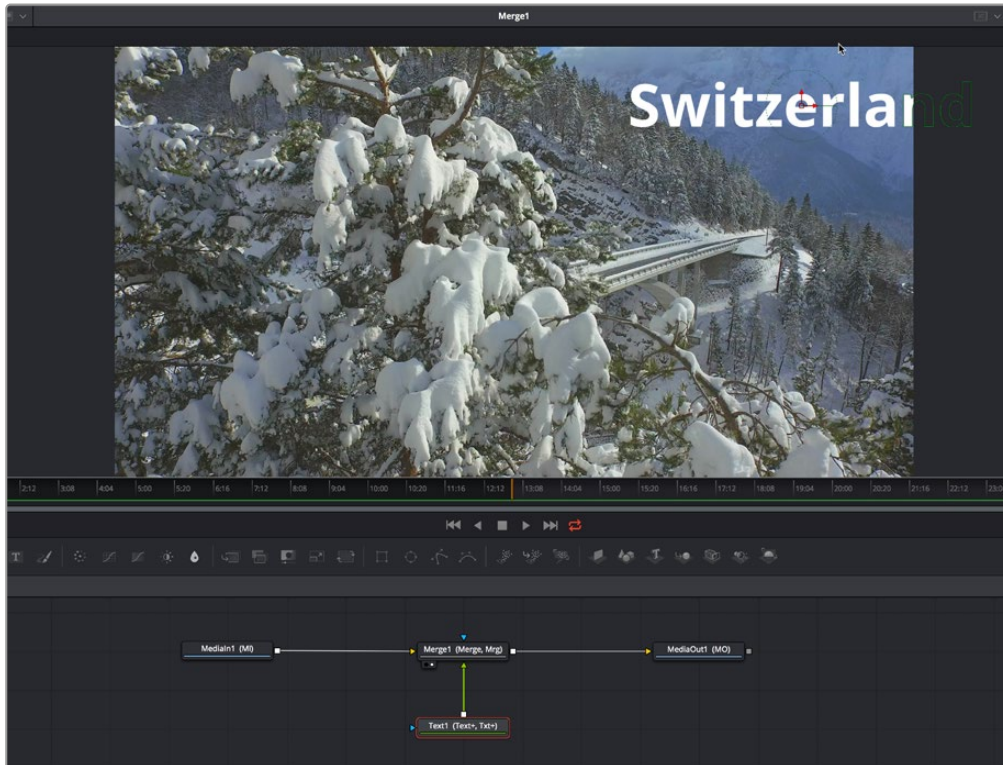 Merge1
Switzerland
2:12 3:08 4:04 5:00 5:20 6:16 7:12 8:08 9:04 10:00 10:20 11:16 12:12 13:08 14:04 15:00 15:20 16:16 17:12 18:08 19:04 20:00 20:20 21:16 22:12 23:0
T
MediaIn1 (MI)
Merge1 (Merge, Mrg)
MediaOut1 (MO)
Text1 (Text+, Txt+)